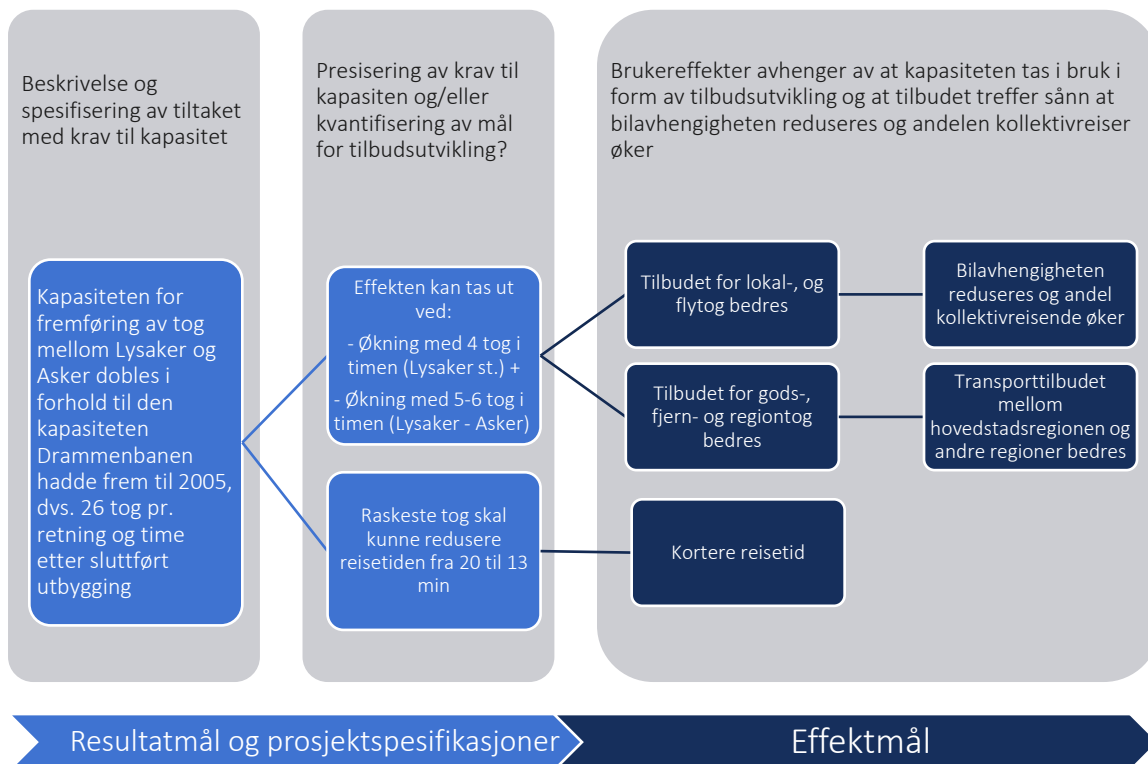 Beskrivelse og
spesifisering av tiltaket
med krav til kapasitet
Kapasiteten for
fremføring av tog
mellom Lysaker og
Asker dobles i
forhold til den
kapasiteten
Drammenbanen
hadde frem til 2005,
dvs. 26 tog pr.
retning og time
etter sluttført
utbygging
Presisering av krav til
kapasiten og/eller
kvantifisering av mål
for tilbudsutvikling?
Effekten kan tas ut
ved:
- Økning med 4 tog i
timen (Lysaker st.) +
- Økning med 5-6 tog i
timen (Lysaker - Asker)
Raskeste tog skal
kunne redusere
reisetiden fra 20 til 13
min
Brukereffekter avhenger av at kapasiteten tas i bruk i
form av tilbudsutvikling og at tilbudet treffer sånn at
bilavhengigheten reduseres og andelen kollektivreiser
øker
Tilbudet for lokal-, og
flytog bedres
Bilavhengigheten
reduseres og andel
kollektivreisende øker
Tilbudet for gods-,
fjern- og regiontog
bedres
Transporttilbudet
mellom
hovedstadsregionen og
andre regioner bedres
Kortere reisetid
Resultatmål og prosjektspesifikasjoner
Effektmål